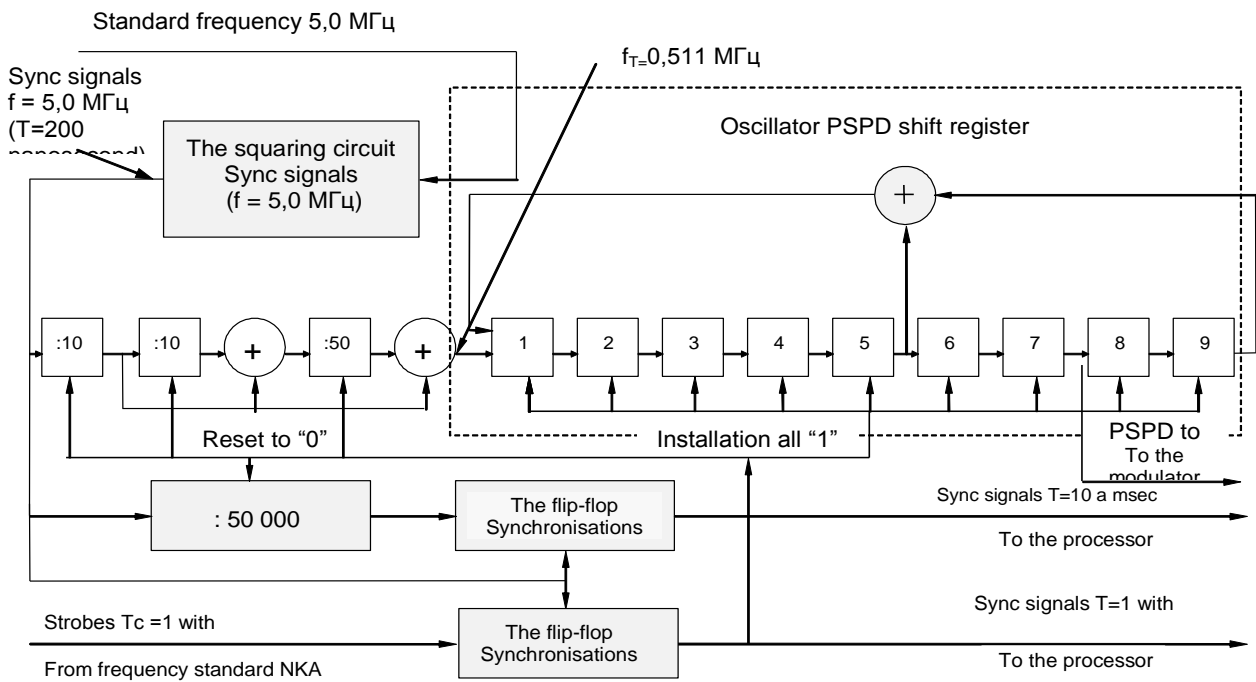 Standard frequency 5,0 МГц
f T=0,511 МГц
Sync signals
f = 5,0 МГц
(T=200
Oscillator PSPD shift register
The squaring circuit
Sync signals
(f = 5,0 МГц)
+
:10
:10
+
:50
+
1
2
3
4
5
6
7
8
9
Reset to “0”
Installation all “1”
PSPD to
To the
modulator
: 50 000
The flip-flop
Synchronisations
Sync signals T=10 a msec
To the processor
Strobes Tc =1 with
From frequency standard NKA
The flip-flop
Synchronisations
Sync signals T=1 with
To the processor